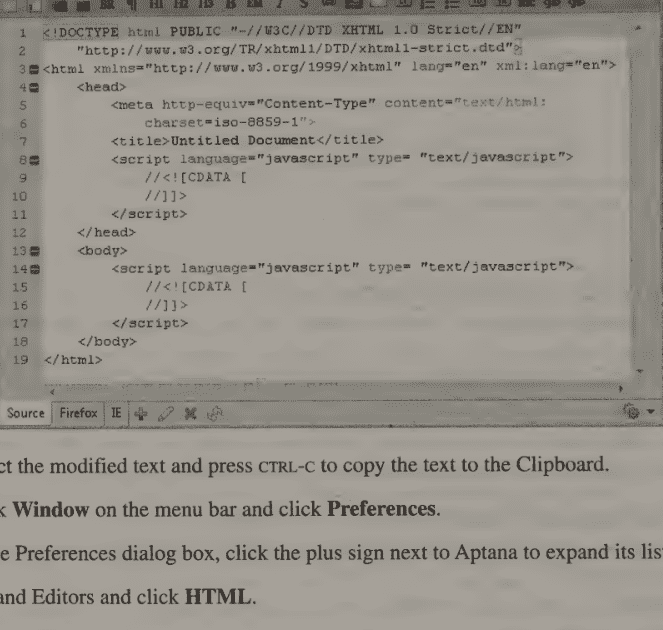 1 <!DOCTYPE html PUBLIC "-//W3C//DTD XHTML 1.0 Strict//EN"
2 "http://www.w3.org/TR/xhtml1/DTD/xhtml1-strict.dtd">
3 <html xmlns="http://www.w3.org/1999/xhtml" lang="en" xml:lang="en">
4 <head>
5 <meta http-equiv="Content-Type" content="text/html;
6 charset=iso-8859-1">
7 <title>Untitled Document</title>
8 <script language="javascript" type= "text/javascript">
9 //<![CDATA [
10 //]]>
11 </script>
12 </head>
13 <body>
14 <script language="javascript" type= "text/javascript">
15 //<![CDATA [
16 //]]>
17 </script>
18 </body>
19 </html>
Source Firefox IE
ct the modified text and press CTRL-C to copy the text to the Clipboard.
k Window on the menu bar and click Preferences.
e Preferences dialog box, click the plus sign next to Aptana to expand its lis
and Editors and click HTML.